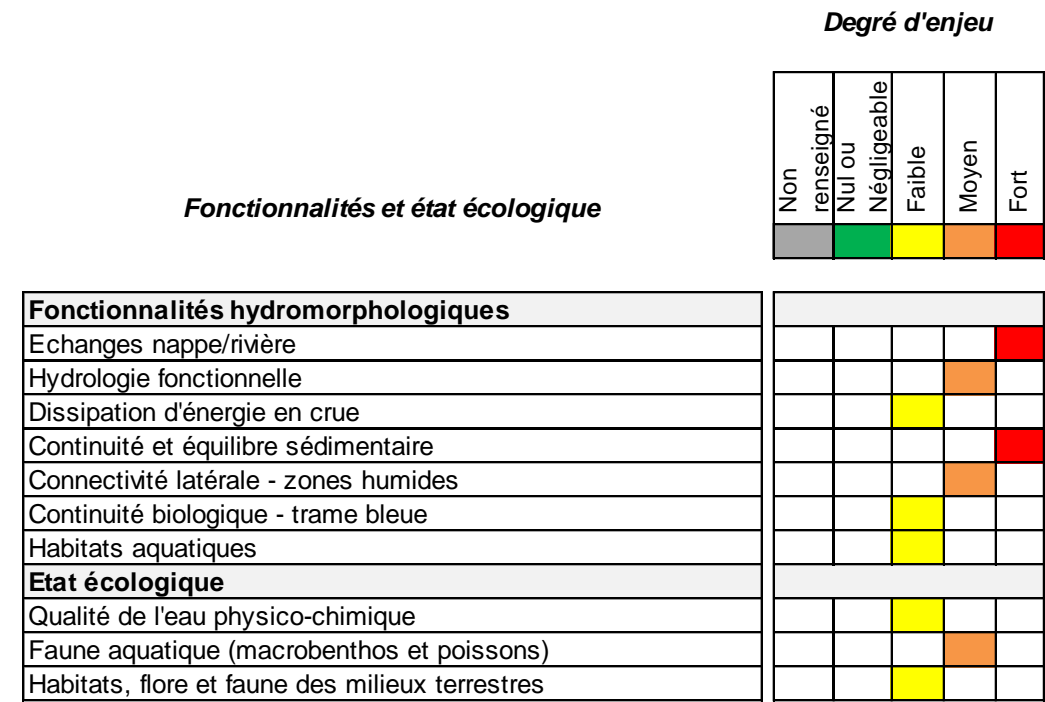 Degré d'enjeu
Non
renseigné
Nul ou
Négligeable
Faible
Moyen
Fort
Fonctionnalités et état écologique
Fonctionnalités hydromorphologiques
Echanges nappe/rivière
Hydrologie fonctionnelle
Dissipation d'énergie en crue
Continuité et équilibre sédimentaire
Connectivité latérale - zones humides
Continuité biologique - trame bleue
Habitats aquatiques
Etat écologique
Qualité de l'eau physico-chimique
Faune aquatique (macrobenthos et poissons)
Habitats, flore et faune des milieux terrestres